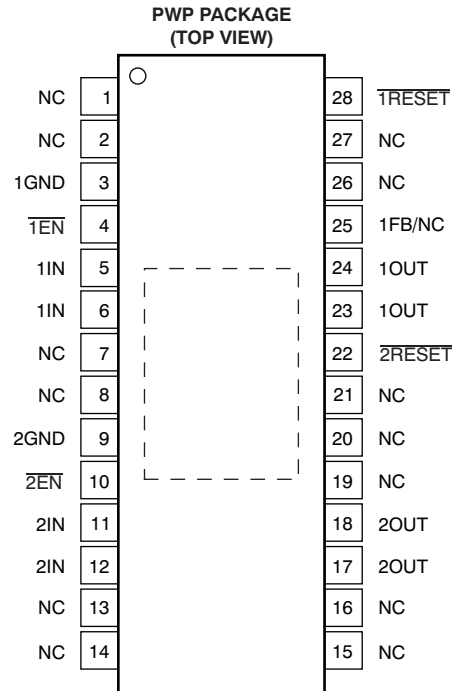 PWP PACKAGE
(TOP VIEW)
NC 1 28 1RESET
NC 2 27 NC
1GND 3 26 NC
1EN 4 25 1FB/NC
1IN 5 24 1OUT
1IN 6 23 1OUT
NC 7 22 2RESET
NC 8 21 NC
2GND 9 20 NC
2EN 10 19 NC
2IN 11 18 2OUT
2IN 12 17 2OUT
NC 13 16 NC
NC 14 15 NC